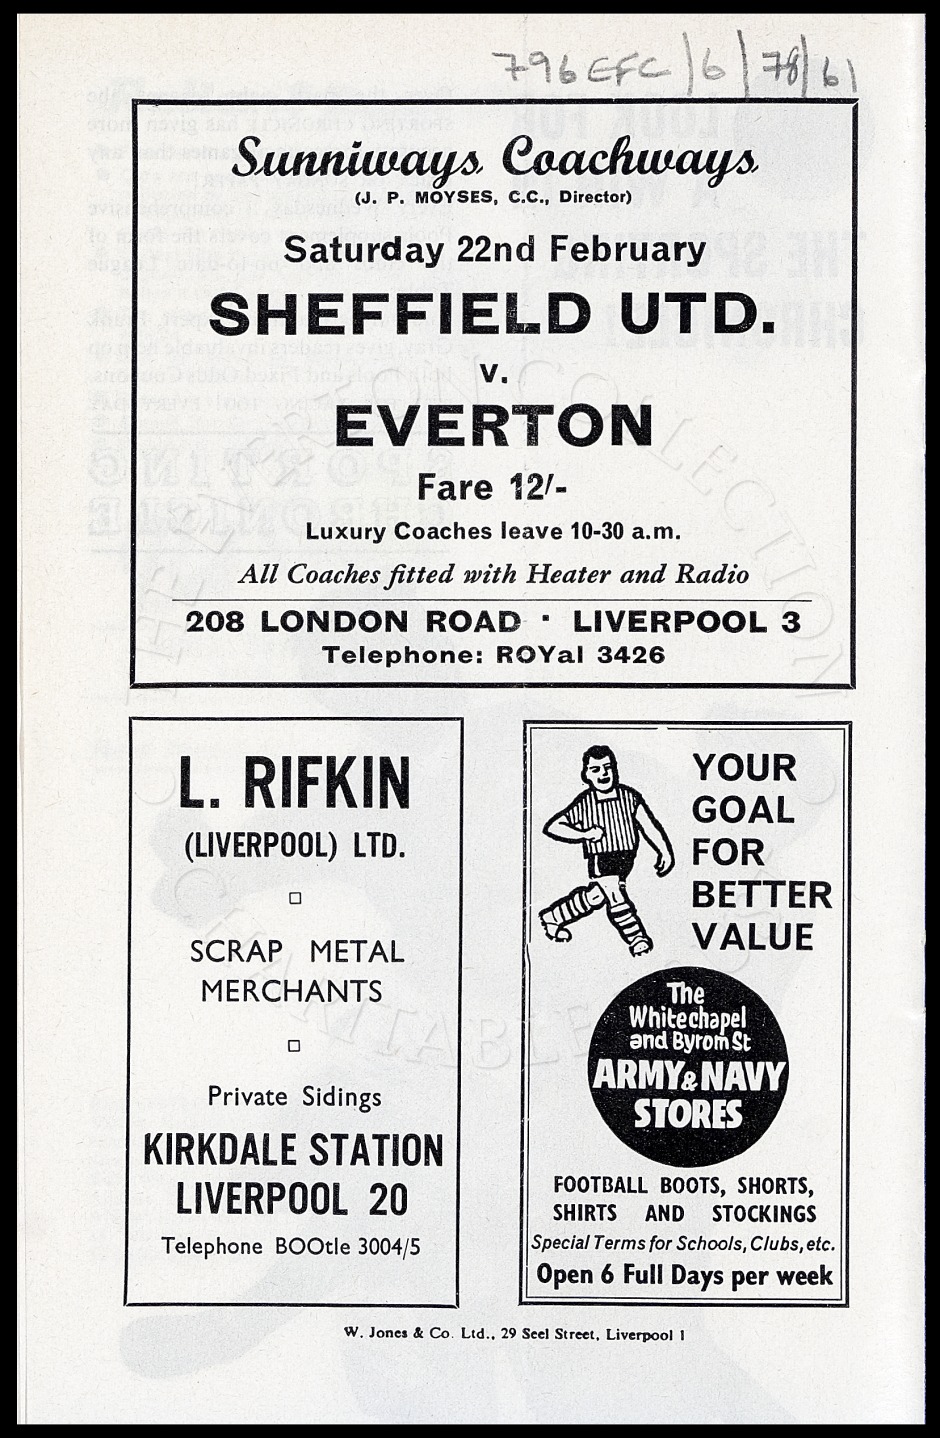 796 EFC/6/78/61
Sunniways Coachways
(J. P. MOYSES, C.C., Director)
Saturday 22nd February
SHEFFIELD UTD.
v.
EVERTON
Fare 12/-
Luxury Coaches leave 10-30 a.m.
All Coaches fitted with Heater and Radio
208 LONDON ROAD · LIVERPOOL 3
Telephone: ROYal 3426
L. RIFKIN
(LIVERPOOL) LTD.
SCRAP METAL
MERCHANTS
Private Sidings
KIRKDALE STATION
LIVERPOOL 20
Telephone BOOtle 3004/5
YOUR
GOAL
FOR
BETTER
VALUE
The
Whitechapel
and Byrom St
ARMY & NAVY
STORES
FOOTBALL BOOTS, SHORTS,
SHIRTS AND STOCKINGS
Special Terms for Schools, Clubs, etc.
Open 6 Full Days per week
W. Jones & Co. Ltd., 29 Seel Street, Liverpool 1